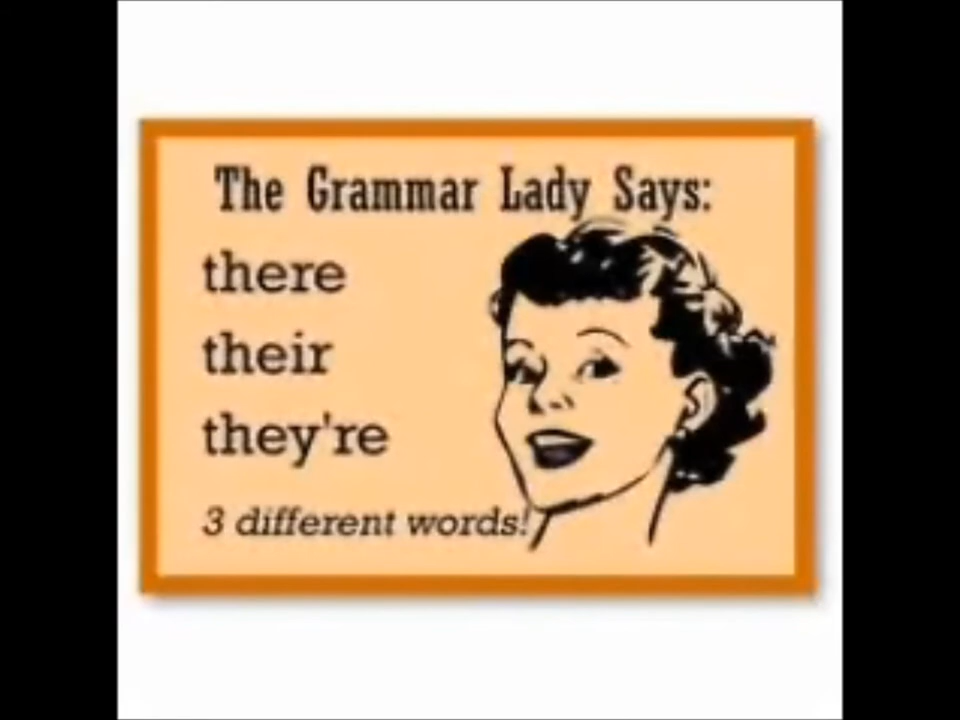 The Grammar Lady Says:
there
their
they're
3 different words!